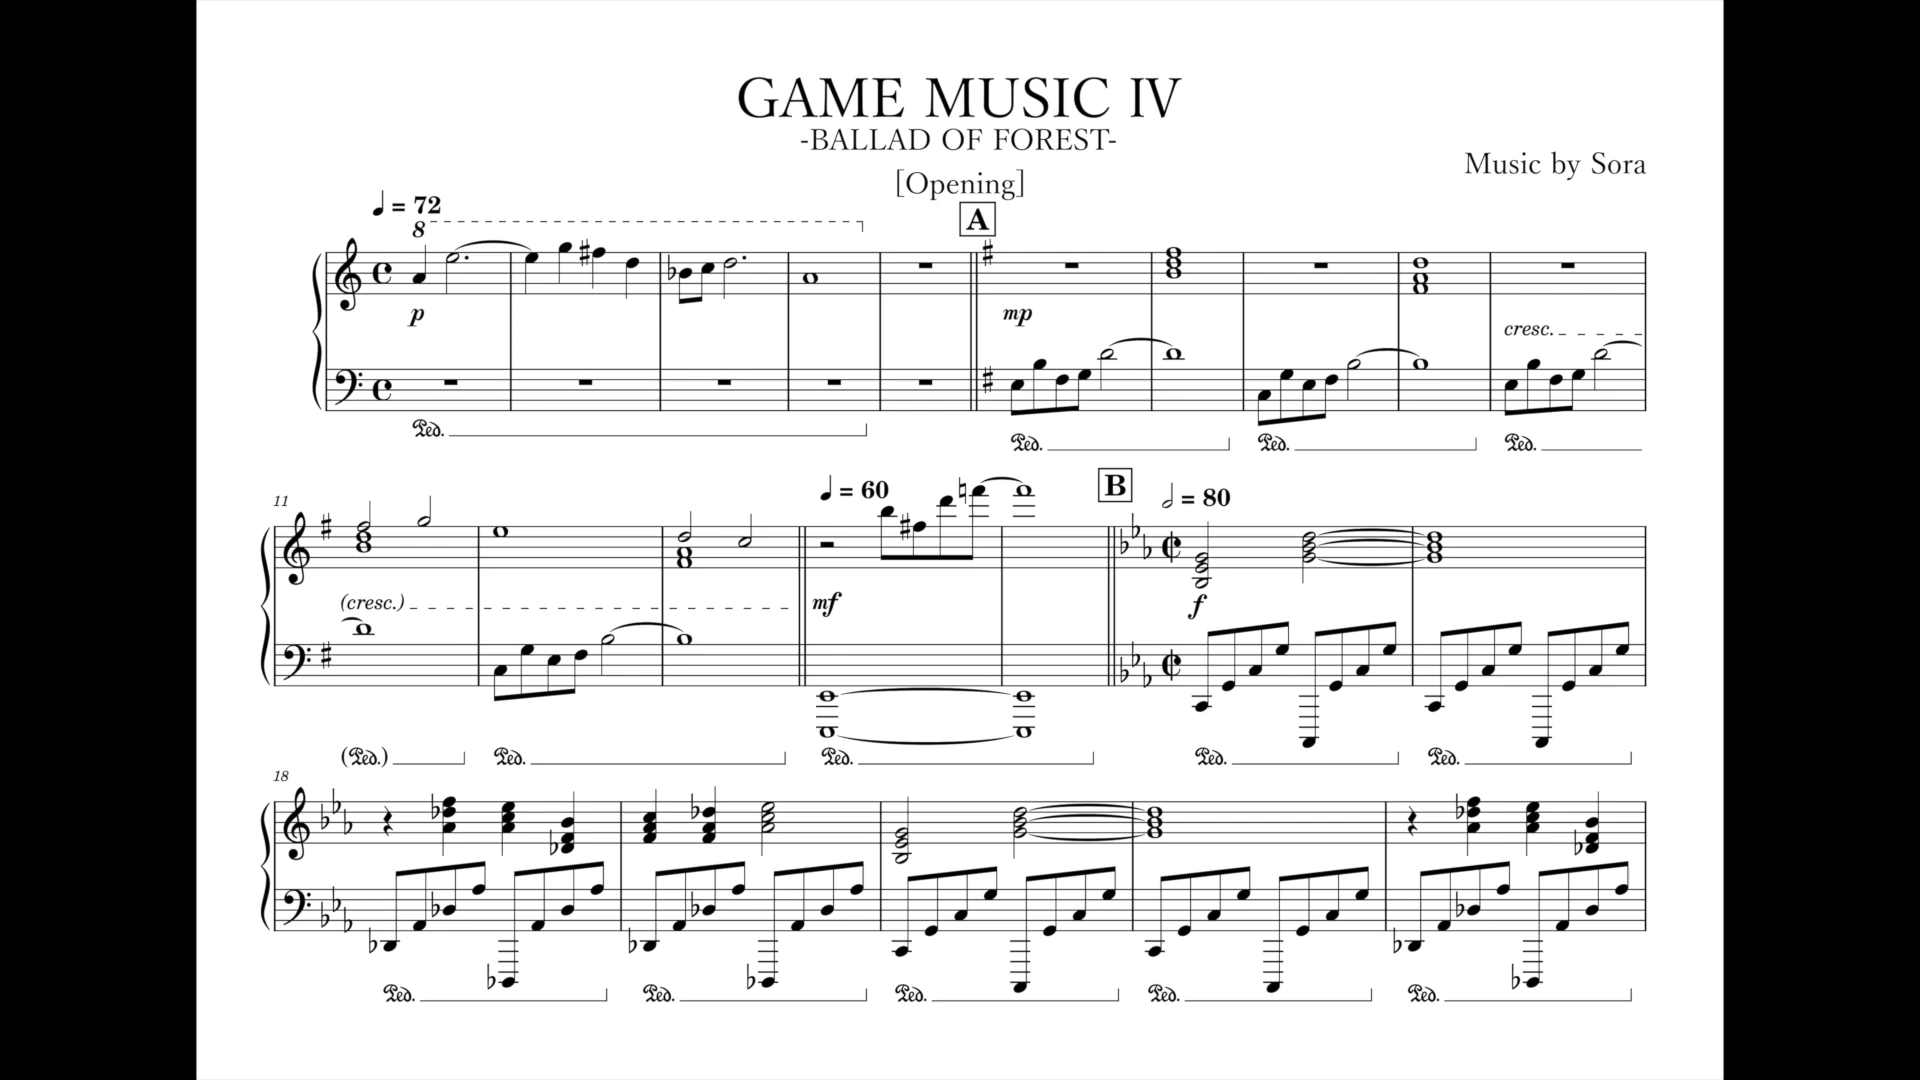 GAME MUSIC IV
-BALLAD OF FOREST-
Music by Sora
[Opening]
♩ = 72
8
A
p
mp
cresc.
Ped.
Ped.
Ped.
Ped.
11
♩ = 60
B
𝅗𝅥 = 80
(cresc.)
mf
f
(Ped.)
Ped.
Ped.
Ped.
Ped.
18
Ped.
Ped.
Ped.
Ped.
Ped.